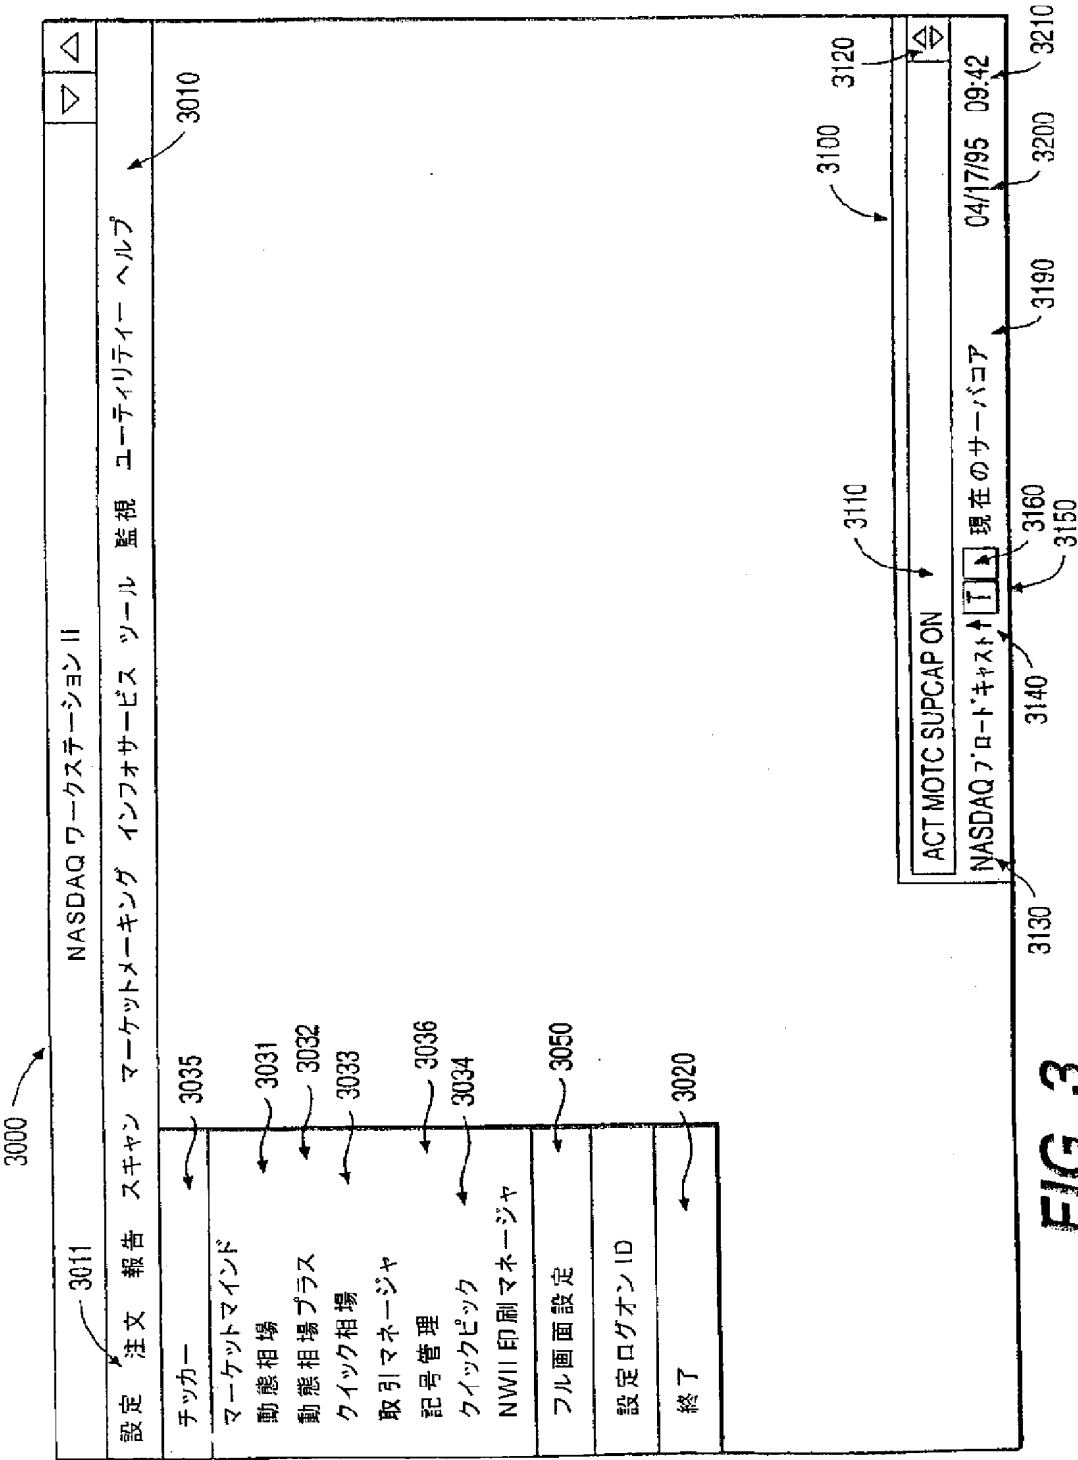 3000
NASDAQ ワークステーション II
3011
設定 注文 報告 スキャン マーケットメーキング インフォサービス ツール 監視 ユーティリティー ヘルプ
3010
チッカー
3035
マーケットマインド
動態相場
3031
動態相場プラス
3032
クイック相場
3033
取引マネージャ
記号管理
3036
クイックピック
3034
NWII 印刷マネージャ
フル画面設定
3050
設定ログオン ID
終了
3020
3100
3120
3110
ACT MOTC SUPCAP ON
NASDAQ ブロードキャスト T 現在のサーバコア 04/17/95 09:42
3130
3140
3150
3160
3190
3200
3210
FIG 3